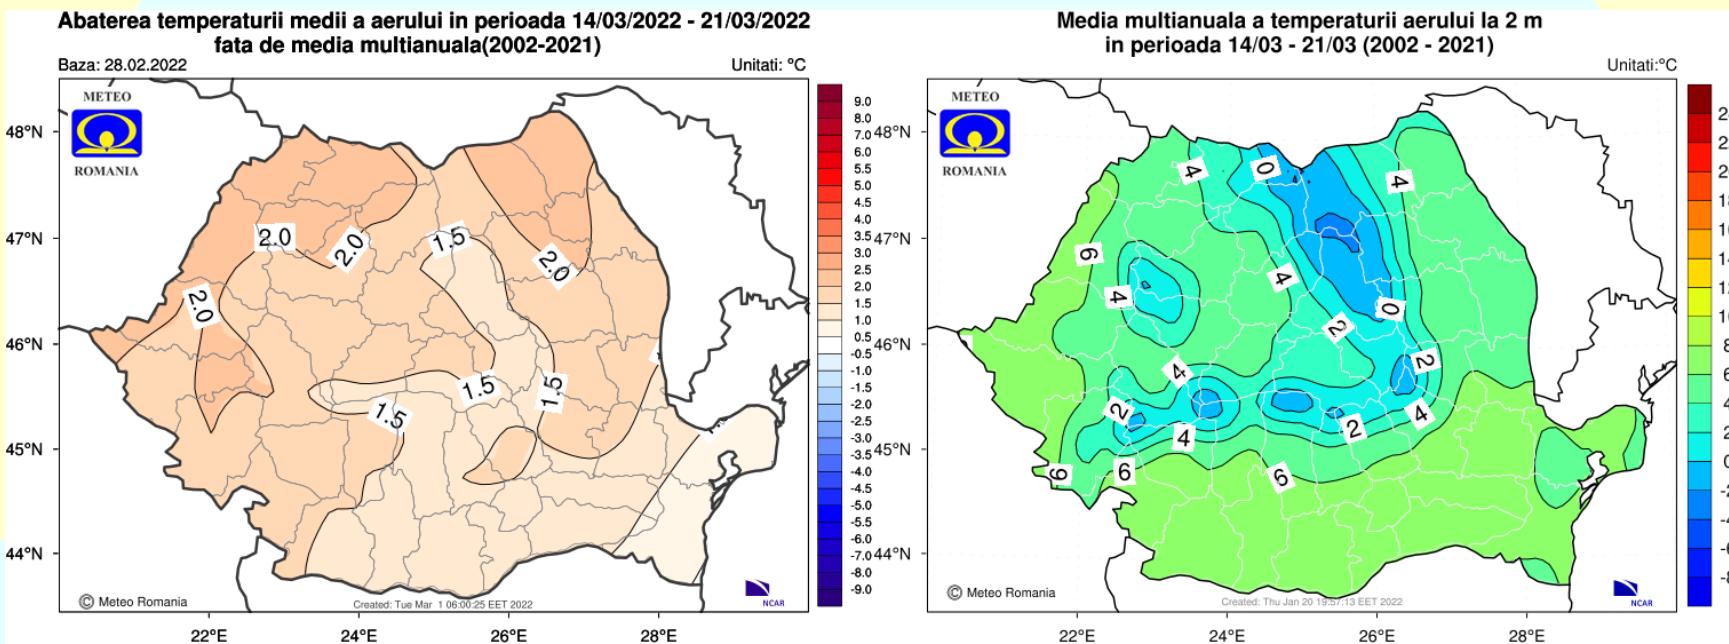 Abaterea temperaturii medii a aerului in perioada 14/03/2022 - 21/03/2022
fata de media multianuala(2002-2021)
Baza: 28.02.2022
Unitati: °C
METEO
ROMANIA
48°N
47°N
46°N
45°N
44°N
2.0
2.0
1.5
2.0
2.0
1.5
1.5
1.5
9.0
8.0
7.0
6.0
5.5
5.0
4.5
4.0
3.5
3.0
2.5
2.0
1.5
1.0
0.5
-0.5
-1.0
-1.5
-2.0
-2.5
-3.0
-3.5
-4.0
-4.5
-5.0
-5.5
-6.0
-7.0
-8.0
-9.0
© Meteo Romania
Created: Tue Mar 1 06:00:25 EET 2022
NCAR
22°E
24°E
26°E
28°E
Media multianuala a temperaturii aerului la 2 m
in perioada 14/03 - 21/03 (2002 - 2021)
Unitati:°C
METEO
ROMANIA
48°N
47°N
46°N
45°N
44°N
4
0
4
6
4
4
0
2
2
4
2
4
2
4
6
6
6
8
6
4
2
0
-2
© Meteo Romania
Created: Thu Jan 20 19:57:13 EET 2022
NCAR
22°E
24°E
26°E
28°E